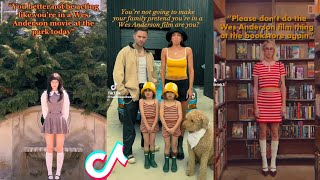 "You better not be acting
like you're in a Wes
Anderson movie at the
park today"
You're not going to make
your family pretend you're in a
Wes Anderson film are you?
"Please don't do the
Wes Anderson film thing
at the bookstore again"